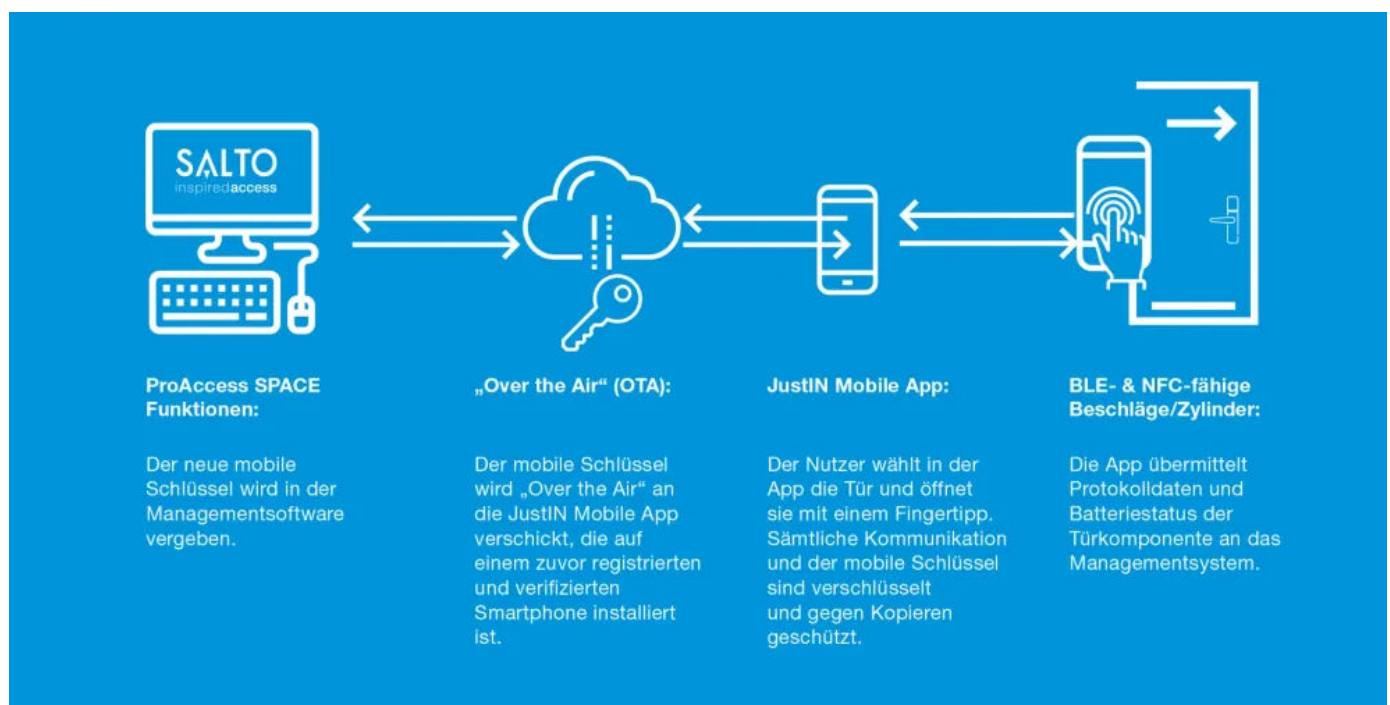 SALTO
inspiredaccess
ProAccess SPACE
Funktionen:
Der neue mobile
Schlüssel wird in der
Managementsoftware
vergeben.
„Over the Air“ (OTA):
Der mobile Schlüssel
wird „Over the Air“ an
die JustIN Mobile App
verschickt, die auf
einem zuvor registrierten
und verifizierten
Smartphone installiert
ist.
JustIN Mobile App:
Der Nutzer wählt in der
App die Tür und öffnet
sie mit einem Fingertipp.
Sämtliche Kommunikation
und der mobile Schlüssel
sind verschlüsselt
und gegen Kopieren
geschützt.
BLE- & NFC-fähige
Beschläge/Zylinder:
Die App übermittelt
Protokolldaten und
Batteriestatus der
Türkomponente an das
Managementsystem.